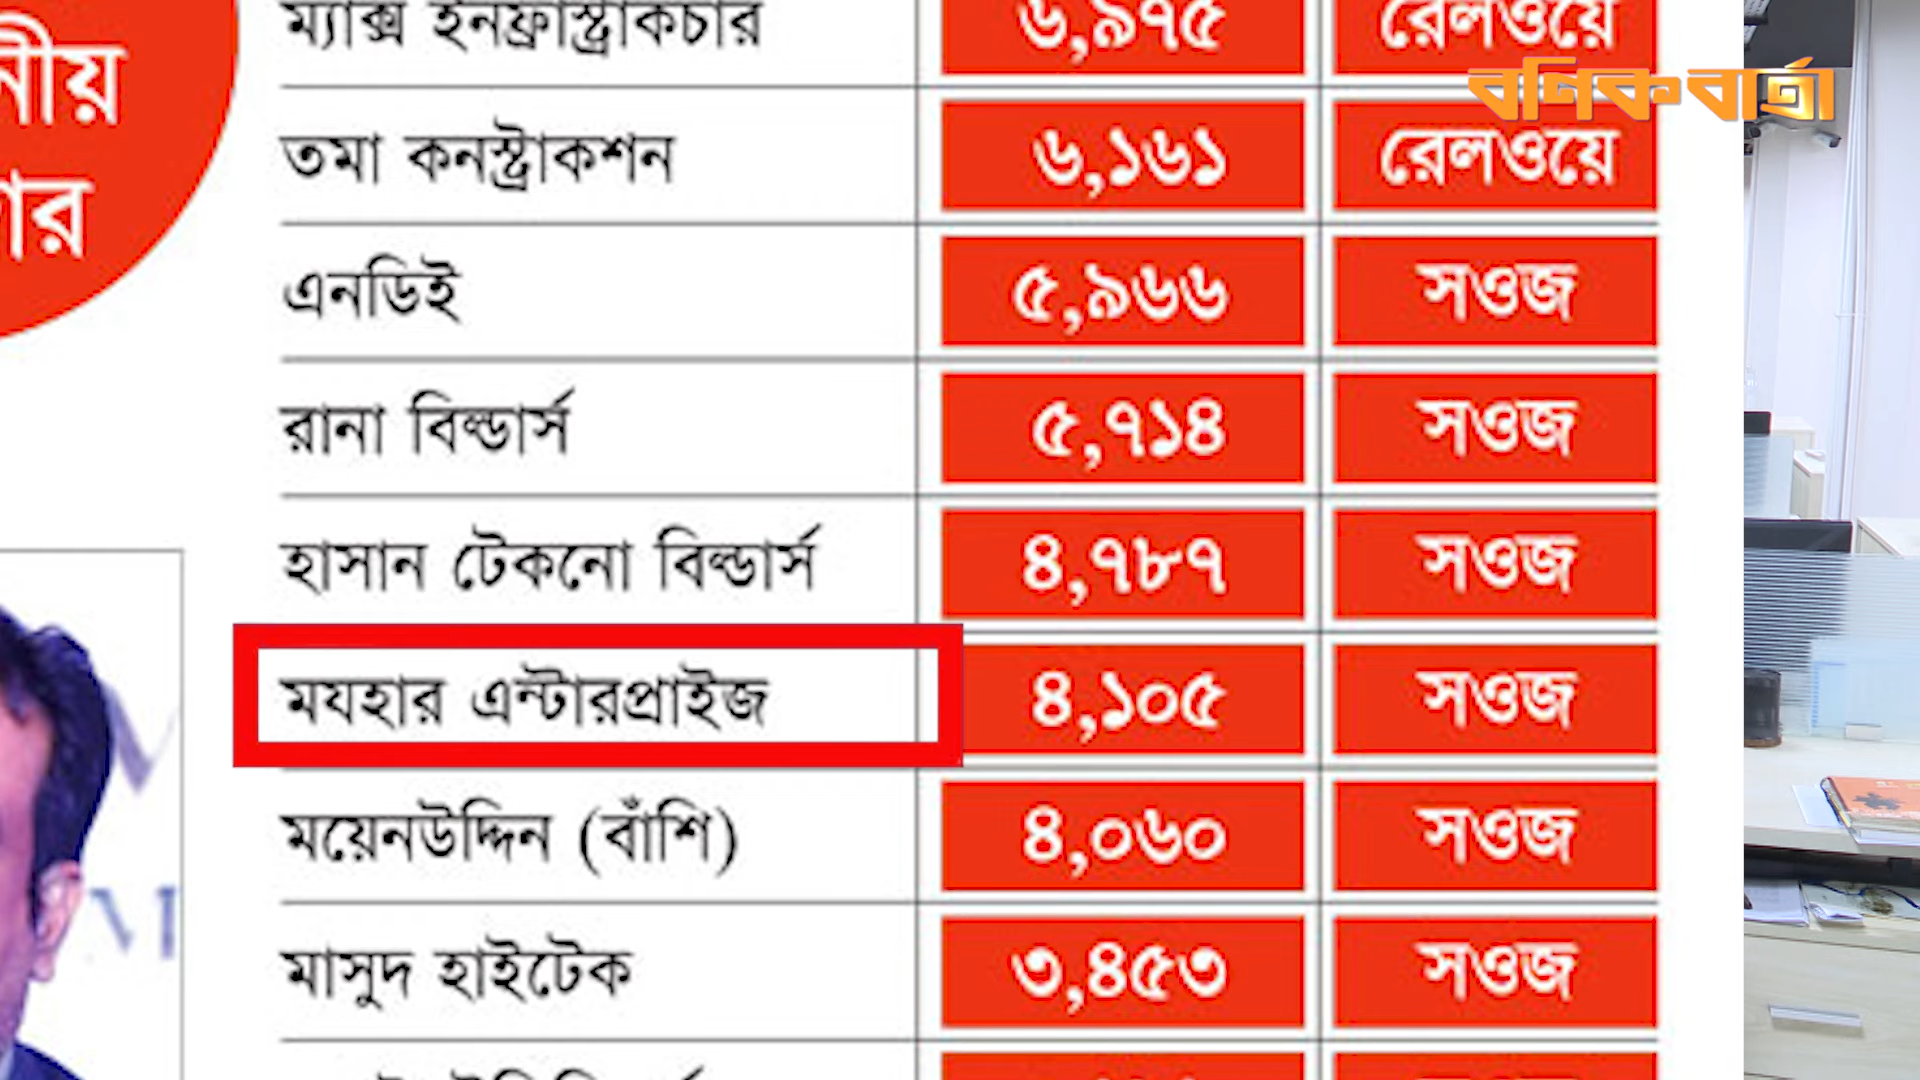 ম্যাক্স ইনফ্রাস্ট্রাকচার ৬,৯৭৫ রেলওয়ে
বণিক বার্তা
তমা কনস্ট্রাকশন ৬,১৬১ রেলওয়ে
এনডিই ৫,৯৬৬ সওজ
রানা বিল্ডার্স ৫,৭১৪ সওজ
হাসান টেকনো বিল্ডার্স ৪,৭৮৭ সওজ
মযহার এন্টারপ্রাইজ ৪,১০৫ সওজ
ময়েনউদ্দিন (বাঁশি) ৪,০৬০ সওজ
মাসুদ হাইটেক ৩,৪৫৩ সওজ